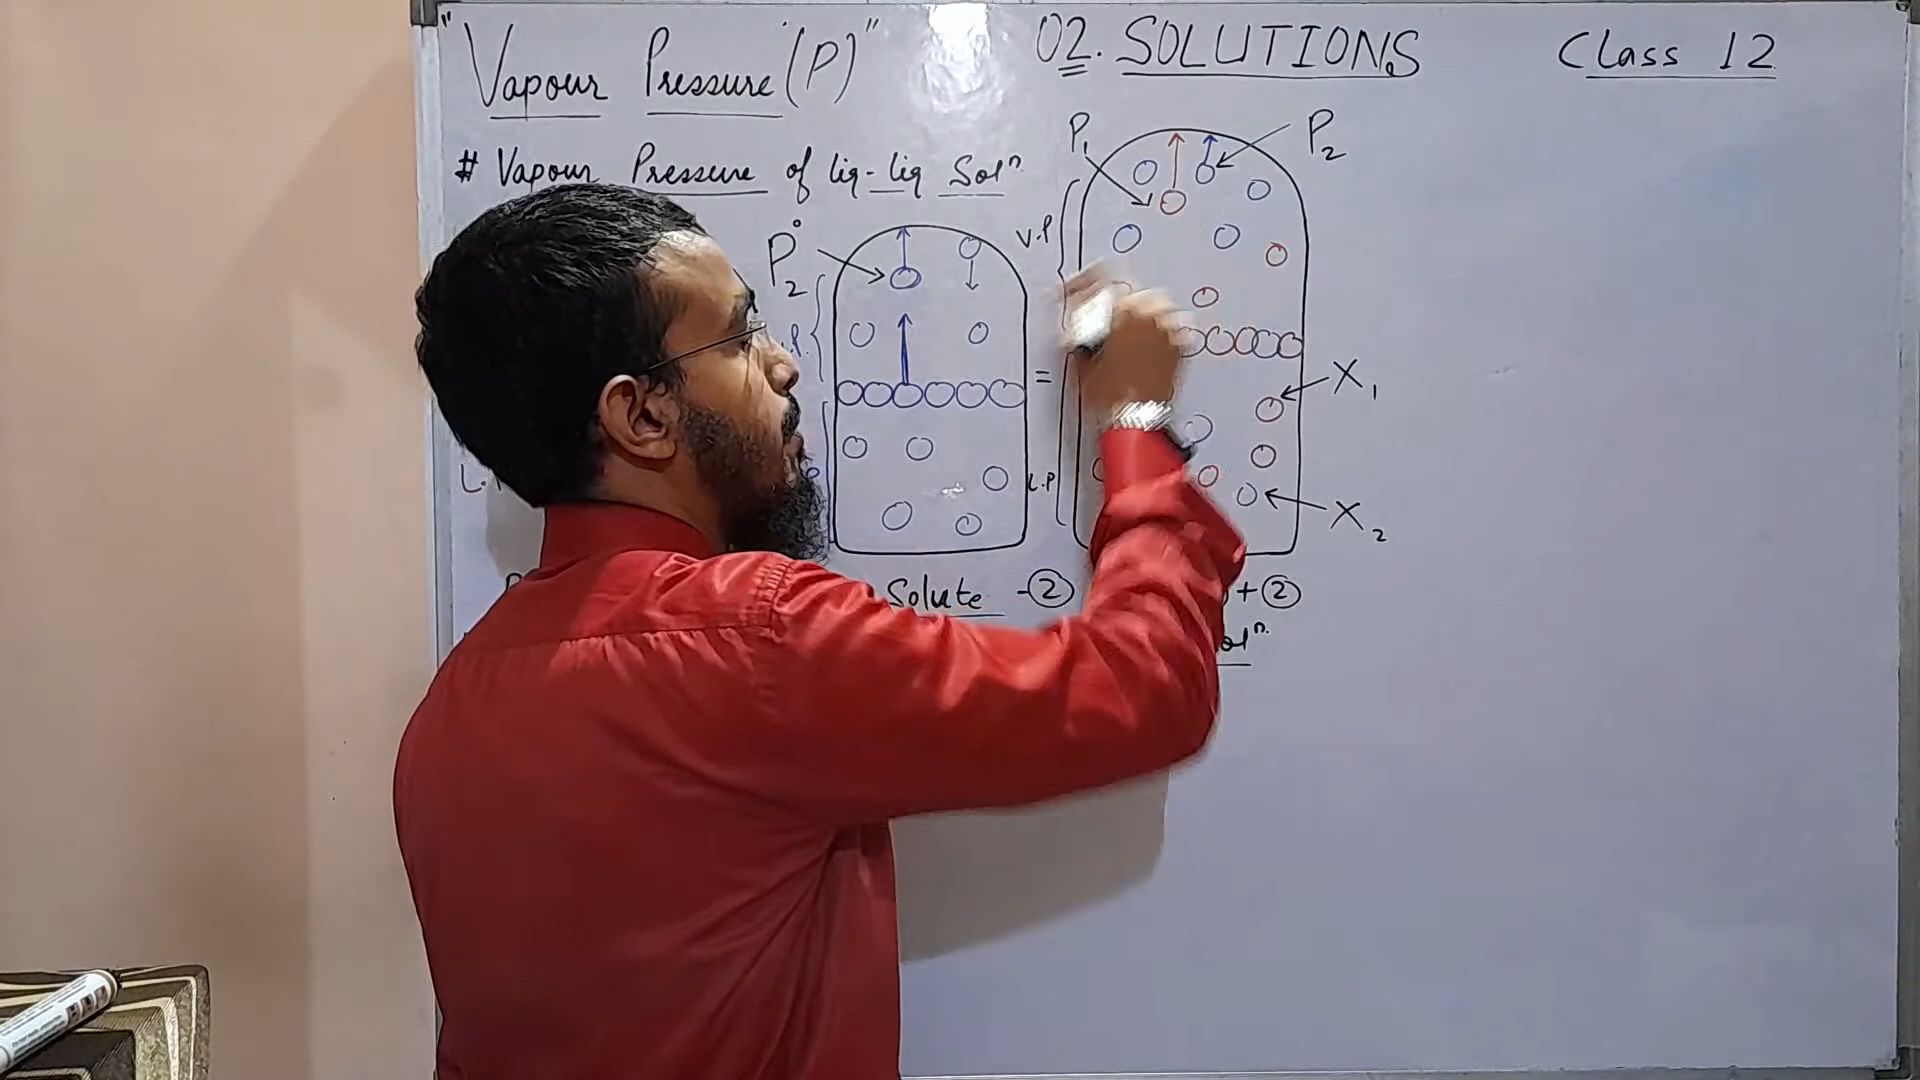 "Vapour Pressure (P)"
02. SOLUTIONS
Class 12
# Vapour Pressure of liq-liq Solⁿ
P₁
P₂
P₂°
V.P
=
X₁
L.P
X₂
Solute - ②
+ ②